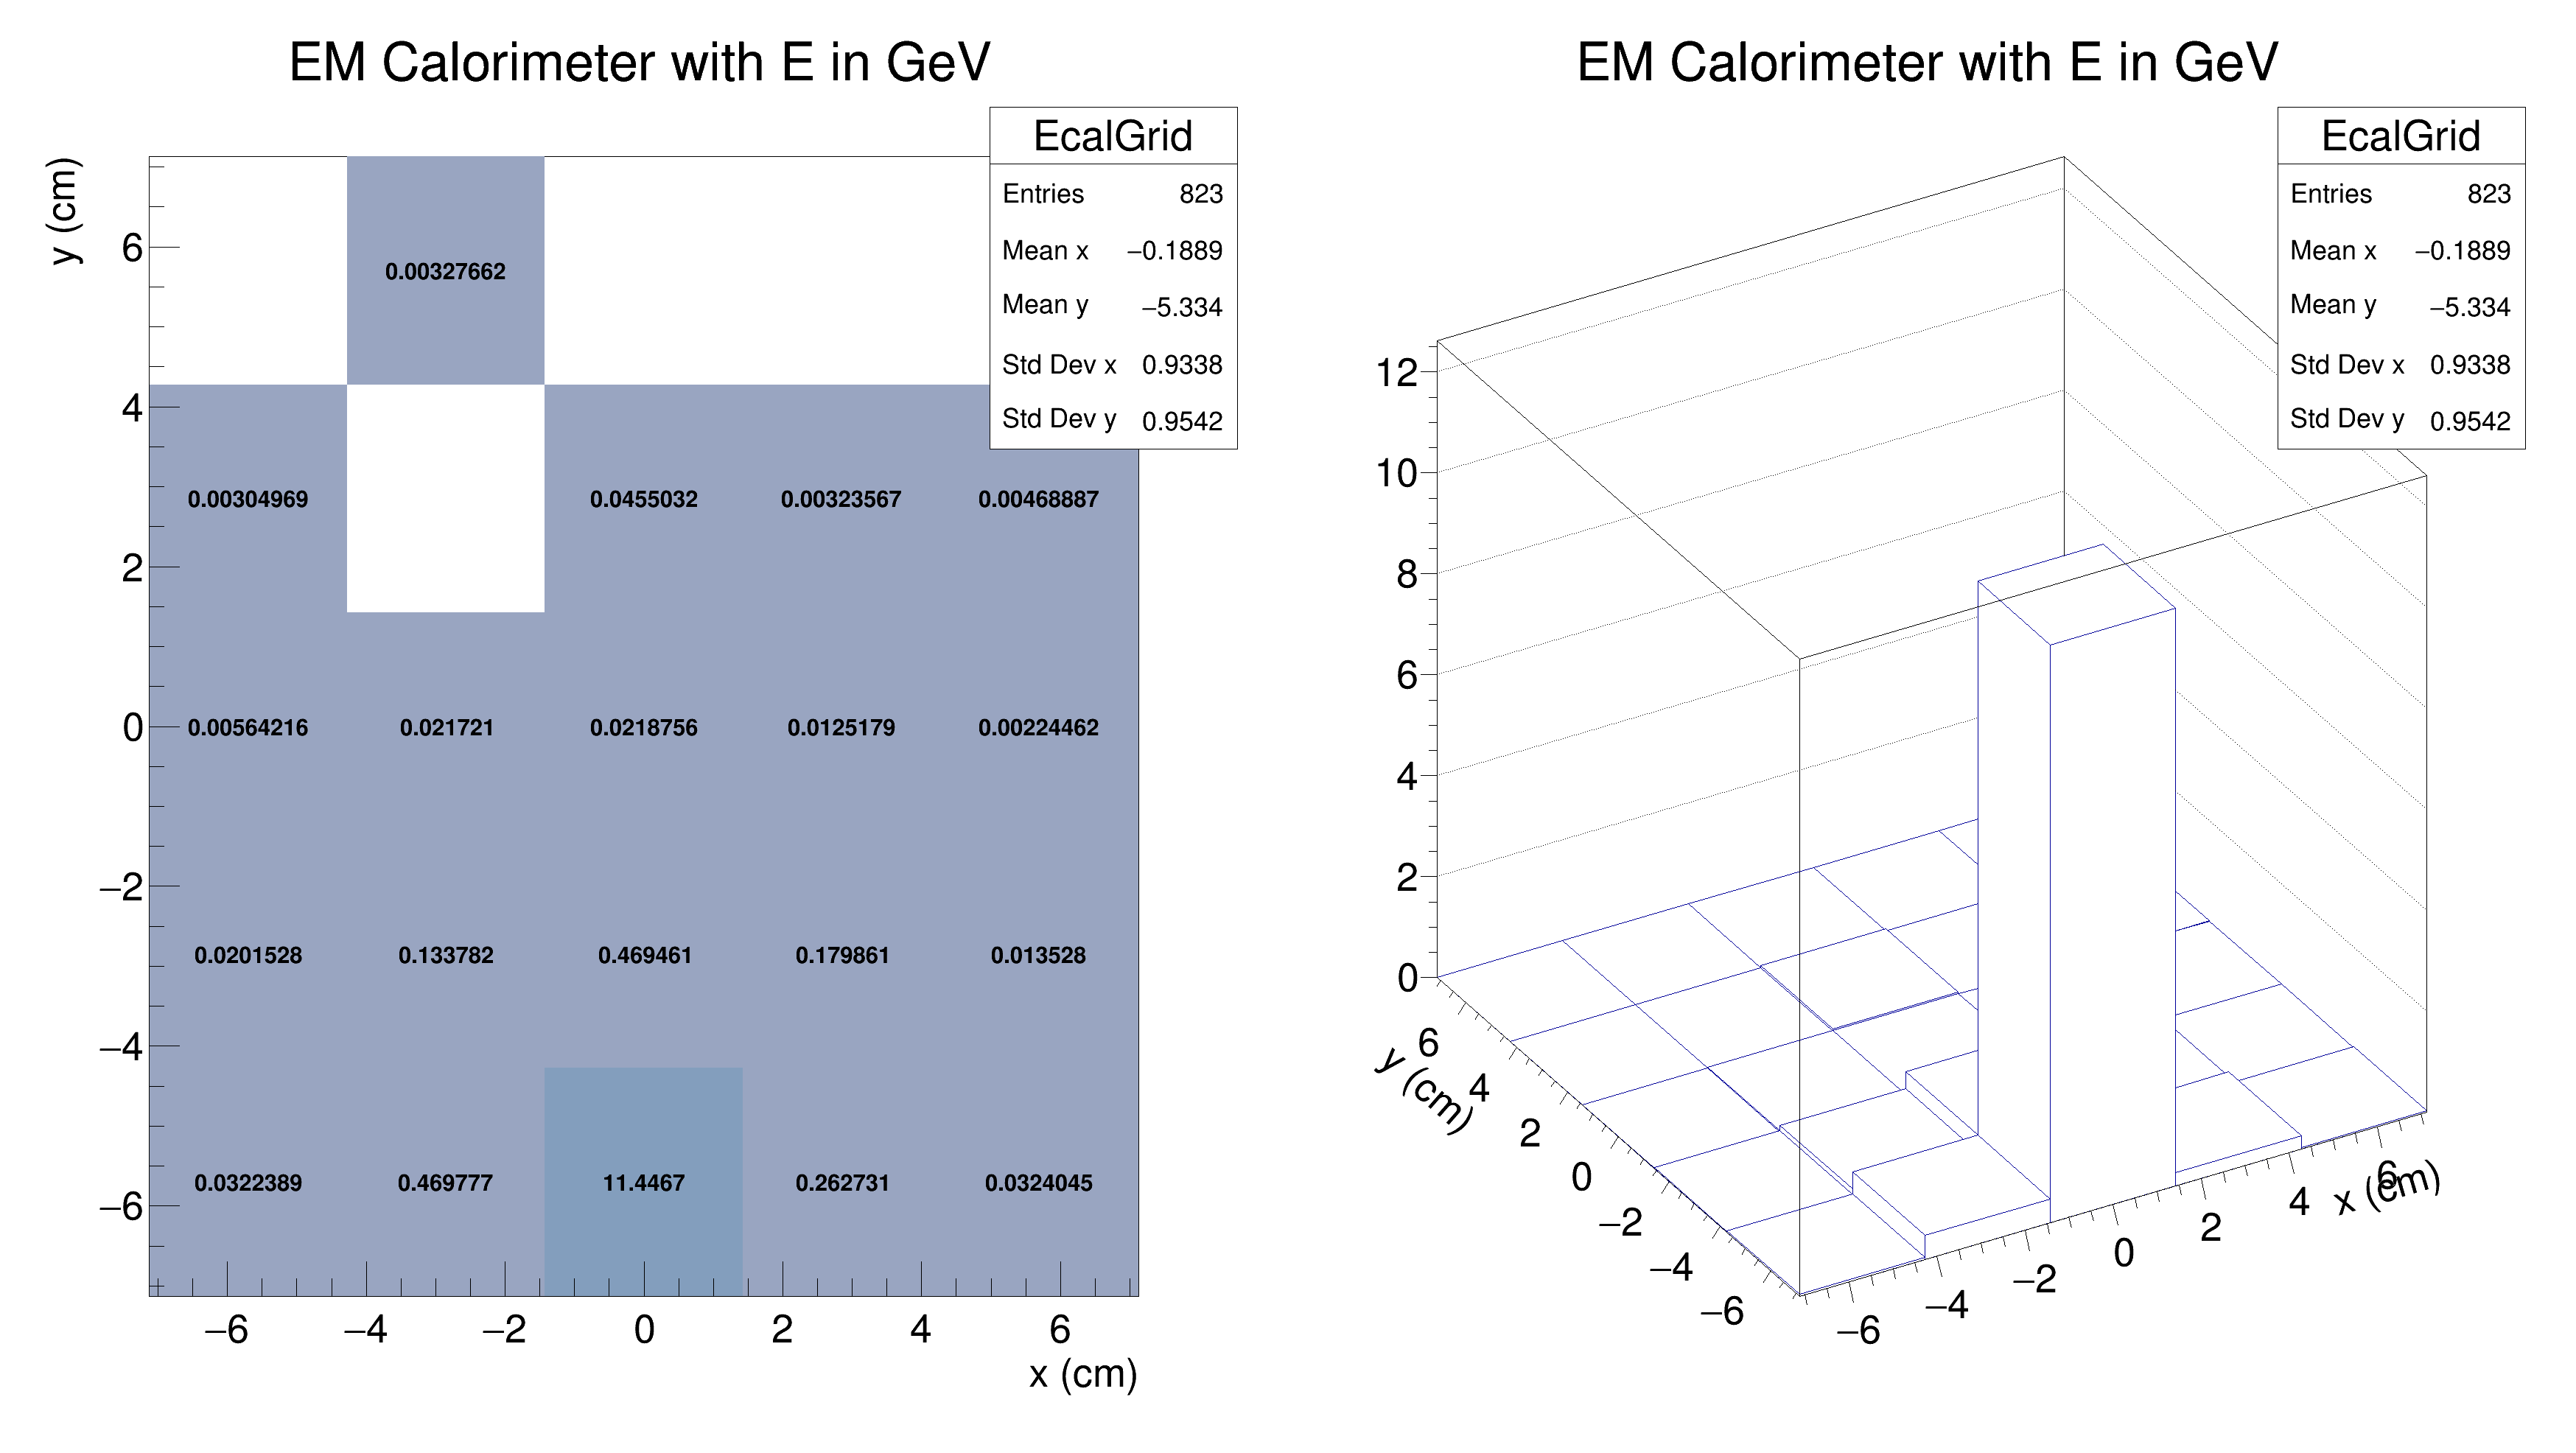 EM Calorimeter with E in GeV
EcalGrid
Entries 823
Mean x −0.1889
Mean y −5.334
Std Dev x 0.9338
Std Dev y 0.9542
y (cm)
6
4
2
0
−2
−4
−6
0.00327662
0.00304969 0.0455032 0.00323567 0.00468887
0.00564216 0.021721 0.0218756 0.0125179 0.00224462
0.0201528 0.133782 0.469461 0.179861 0.013528
0.0322389 0.469777 11.4467 0.262731 0.0324045
−6 −4 −2 0 2 4 6
x (cm)
EM Calorimeter with E in GeV
EcalGrid
Entries 823
Mean x −0.1889
Mean y −5.334
Std Dev x 0.9338
Std Dev y 0.9542
12
10
8
6
4
2
0
y (cm)
6
4
2
0
−2
−4
−6
−6 −4 −2 0 2 4 6
x (cm)